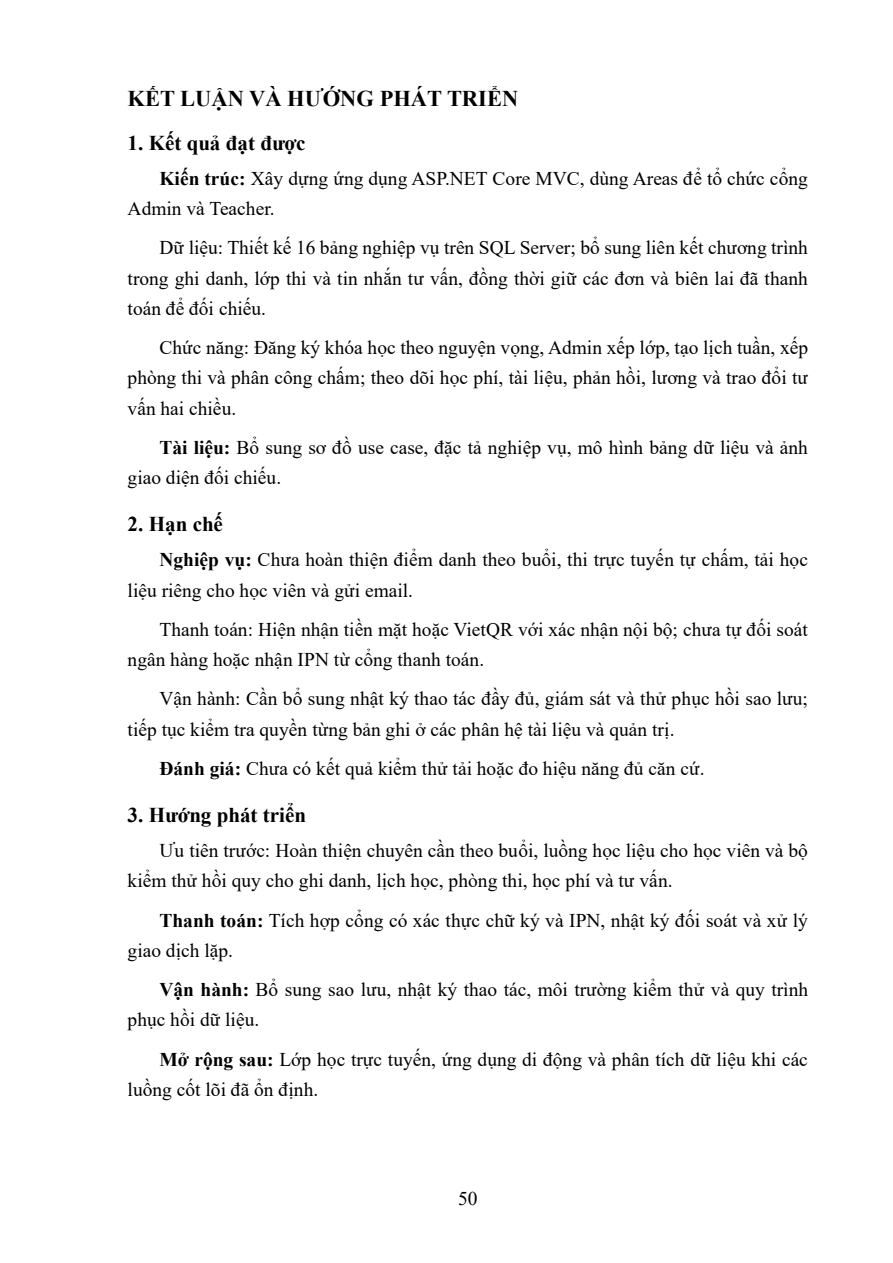 KẾT LUẬN VÀ HƯỚNG PHÁT TRIỂN
1. Kết quả đạt được
Kiến trúc: Xây dựng ứng dụng ASP.NET Core MVC, dùng Areas để tổ chức cổng
Admin và Teacher.
Dữ liệu: Thiết kế 16 bảng nghiệp vụ trên SQL Server; bổ sung liên kết chương trình
trong ghi danh, lớp thi và tin nhắn tư vấn, đồng thời giữ các đơn và biên lai đã thanh
toán để đối chiếu.
Chức năng: Đăng ký khóa học theo nguyện vọng, Admin xếp lớp, tạo lịch tuần, xếp
phòng thi và phân công chấm; theo dõi học phí, tài liệu, phản hồi, lương và trao đổi tư
vấn hai chiều.
Tài liệu: Bổ sung sơ đồ use case, đặc tả nghiệp vụ, mô hình bảng dữ liệu và ảnh
giao diện đối chiếu.
2. Hạn chế
Nghiệp vụ: Chưa hoàn thiện điểm danh theo buổi, thi trực tuyến tự chấm, tải học
liệu riêng cho học viên và gửi email.
Thanh toán: Hiện nhận tiền mặt hoặc VietQR với xác nhận nội bộ; chưa tự đối soát
ngân hàng hoặc nhận IPN từ cổng thanh toán.
Vận hành: Cần bổ sung nhật ký thao tác đầy đủ, giám sát và thử phục hồi sao lưu;
tiếp tục kiểm tra quyền từng bản ghi ở các phân hệ tài liệu và quản trị.
Đánh giá: Chưa có kết quả kiểm thử tải hoặc đo hiệu năng đủ căn cứ.
3. Hướng phát triển
Ưu tiên trước: Hoàn thiện chuyên cần theo buổi, luồng học liệu cho học viên và bộ
kiểm thử hồi quy cho ghi danh, lịch học, phòng thi, học phí và tư vấn.
Thanh toán: Tích hợp cổng có xác thực chữ ký và IPN, nhật ký đối soát và xử lý
giao dịch lặp.
Vận hành: Bổ sung sao lưu, nhật ký thao tác, môi trường kiểm thử và quy trình
phục hồi dữ liệu.
Mở rộng sau: Lớp học trực tuyến, ứng dụng di động và phân tích dữ liệu khi các
luồng cốt lõi đã ổn định.
50